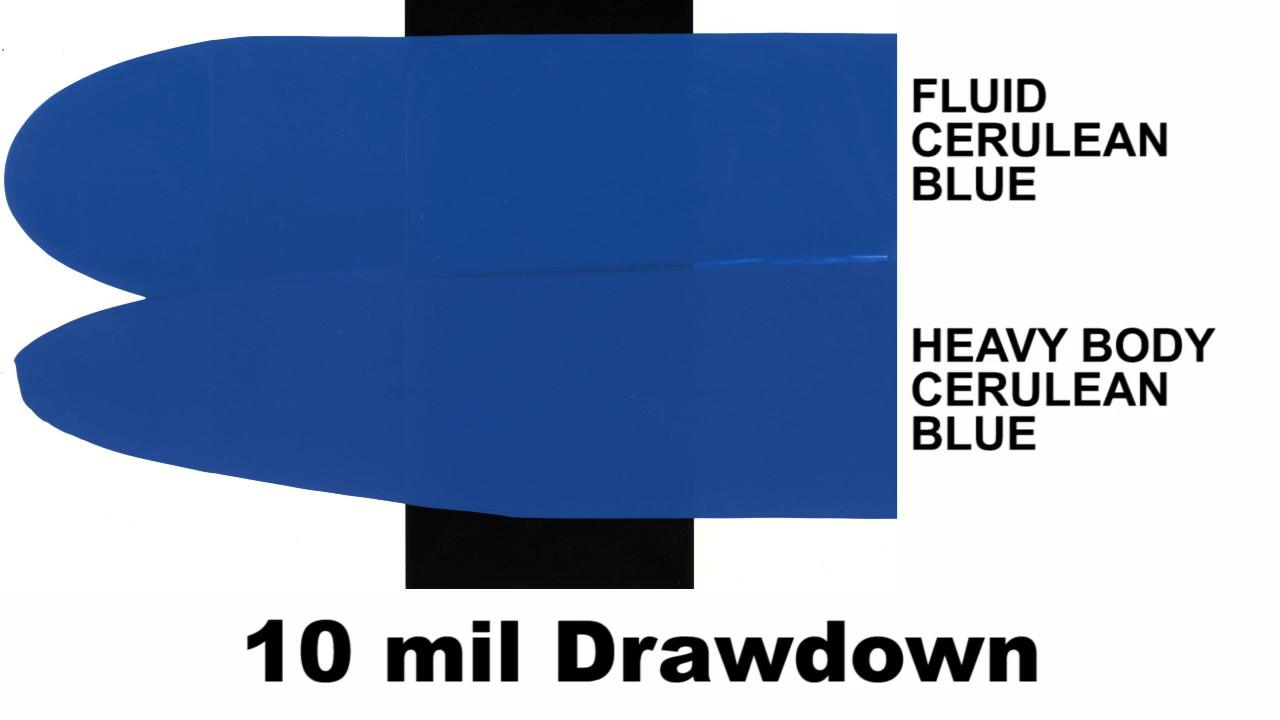 FLUID
CERULEAN
BLUE
HEAVY BODY
CERULEAN
BLUE
10 mil Drawdown